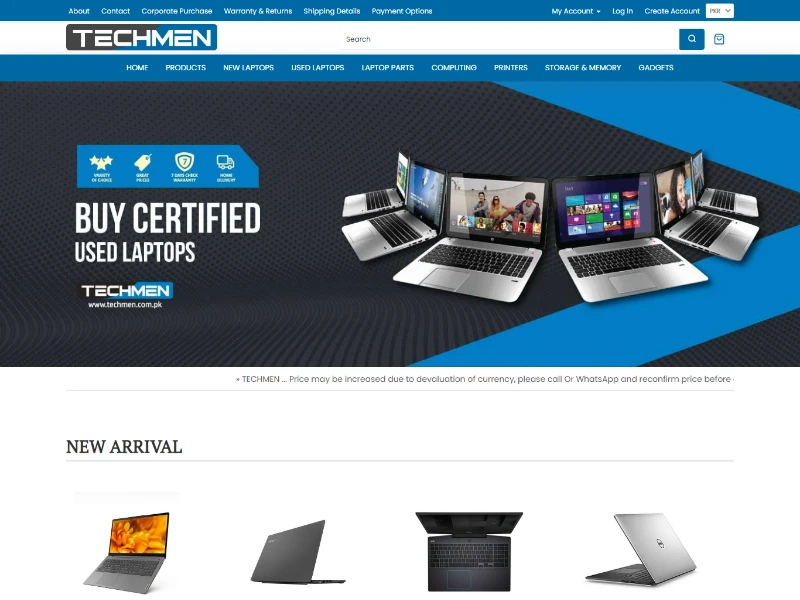 About Contact Corporate Purchase Warranty & Returns Shipping Details Payment Options My Account Log In Create Account PKR
TECHMEN
Search
HOME PRODUCTS NEW LAPTOPS USED LAPTOPS LAPTOP PARTS COMPUTING PRINTERS STORAGE & MEMORY GADGETS
VARIETY OF CHOICE
GREAT PRICES
7 DAYS CHECK WARRANTY
HOME DELIVERY
BUY CERTIFIED
USED LAPTOPS
TECHMEN
www.techmen.com.pk
» TECHMEN ... Price may be increased due to devaluation of currency, please call Or WhatsApp and reconfirm price before
NEW ARRIVAL